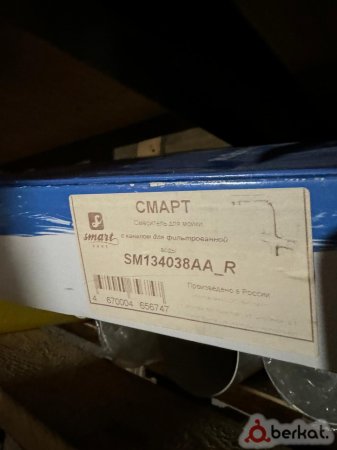 smart
СМАРТ
Смеситель для мойки
с каналом для фильтрованной
воды
SM134038AA_R
Произведено в России
4 670004 656747
berkat.